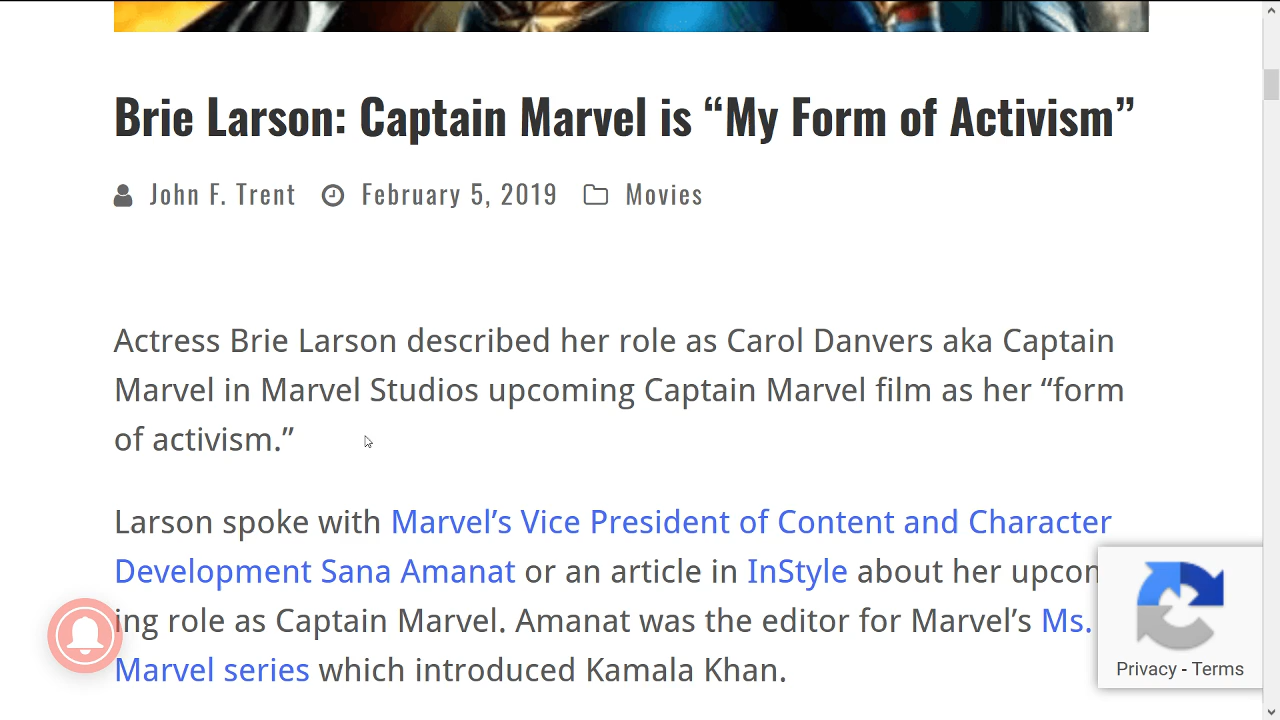 Brie Larson: Captain Marvel is “My Form of Activism”
John F. Trent February 5, 2019 Movies
Actress Brie Larson described her role as Carol Danvers aka Captain
Marvel in Marvel Studios upcoming Captain Marvel film as her “form
of activism.”
Larson spoke with Marvel’s Vice President of Content and Character
Development Sana Amanat or an article in InStyle about her upcom
ing role as Captain Marvel. Amanat was the editor for Marvel’s Ms.
Marvel series which introduced Kamala Khan.
Privacy - Terms